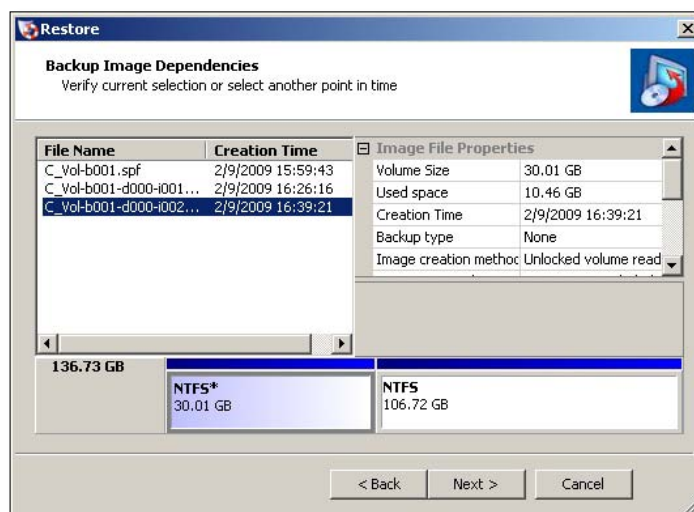 Restore
Backup Image Dependencies
Verify current selection or select another point in time
File Name Creation Time
C_Vol-b001.spf 2/9/2009 15:59:43
C_Vol-b001-d000-i001... 2/9/2009 16:26:16
C_Vol-b001-d000-i002... 2/9/2009 16:39:21
Image File Properties
Volume Size 30.01 GB
Used space 10.46 GB
Creation Time 2/9/2009 16:39:21
Backup type None
Image creation method Unlocked volume read
136.73 GB
NTFS*
30.01 GB
NTFS
106.72 GB
< Back
Next >
Cancel